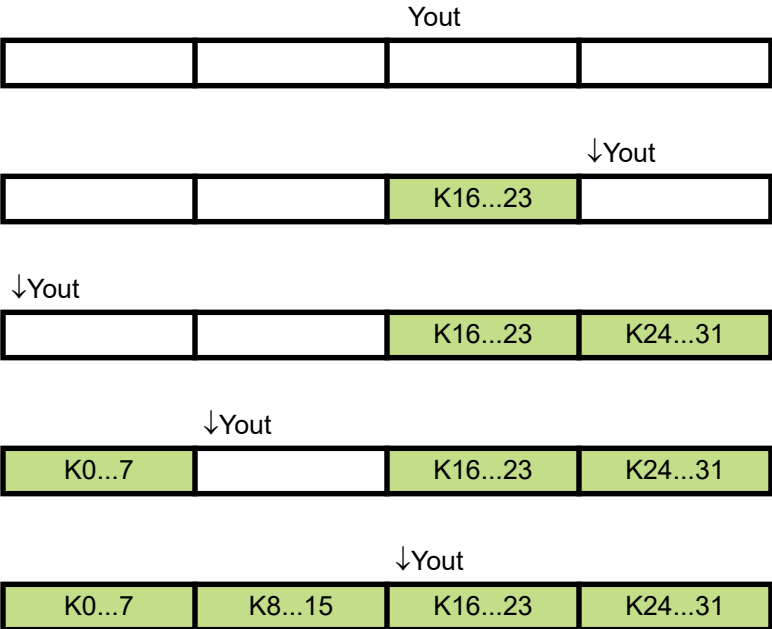 Yout
↓Yout
K16...23
↓Yout
K16...23 K24...31
↓Yout
K0...7 K16...23 K24...31
↓Yout
K0...7 K8...15 K16...23 K24...31